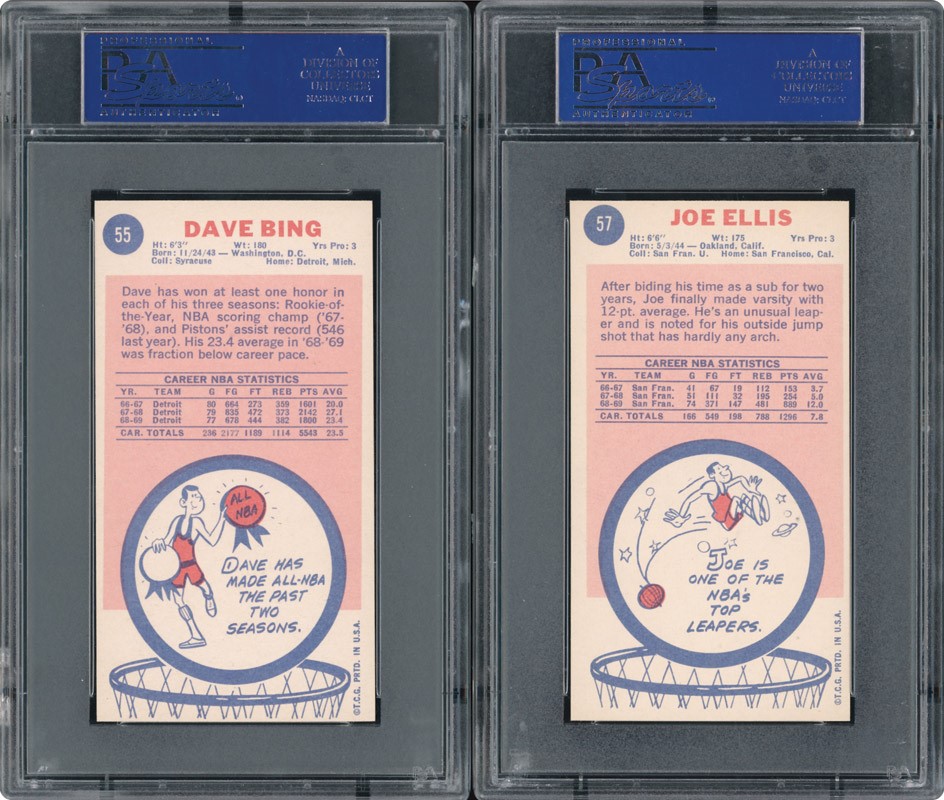 PROFESSIONAL
PSA
Sports
AUTHENTICATOR
A
DIVISION OF
COLLECTORS
UNIVERSE
NASDAQ: CLCT
55
DAVE BING
Ht: 6'3" Wt: 180 Yrs Pro: 3
Born: 11/24/43 — Washington, D.C.
Coll: Syracuse Home: Detroit, Mich.
Dave has won at least one honor in
each of his three seasons: Rookie-of-
the-Year, NBA scoring champ ('67-
'68), and Pistons' assist record (546
last year). His 23.4 average in '68-'69
was fraction below career pace.
CAREER NBA STATISTICS
YR. TEAM G FG FT REB PTS AVG
66-67 Detroit 80 664 273 359 1601 20.0
67-68 Detroit 79 835 472 373 2142 27.1
68-69 Detroit 77 678 444 382 1800 23.4
CAR. TOTALS 236 2177 1189 1114 5543 23.5
ALL
NBA
DAVE HAS
MADE ALL-NBA
THE PAST
TWO
SEASONS.
©T.C.G. PRTD. IN U.S.A.
PROFESSIONAL
PSA
Sports
AUTHENTICATOR
A
DIVISION OF
COLLECTORS
UNIVERSE
NASDAQ: CLCT
57
JOE ELLIS
Ht: 6'6" Wt: 175 Yrs Pro: 3
Born: 5/3/44 — Oakland, Calif.
Coll: San Fran. U. Home: San Francisco, Cal.
After biding his time as a sub for two
years, Joe finally made varsity with
12-pt. average. He's an unusual leap-
er and is noted for his outside jump
shot that has hardly any arch.
CAREER NBA STATISTICS
YR. TEAM G FG FT REB PTS AVG
66-67 San Fran. 41 67 19 112 153 3.7
67-68 San Fran. 51 111 32 195 254 5.0
68-69 San Fran. 74 371 147 481 889 12.0
CAR. TOTALS 166 549 198 788 1296 7.8
JOE IS
ONE OF THE
NBA's
TOP
LEAPERS.
©T.C.G. PRTD. IN U.S.A.